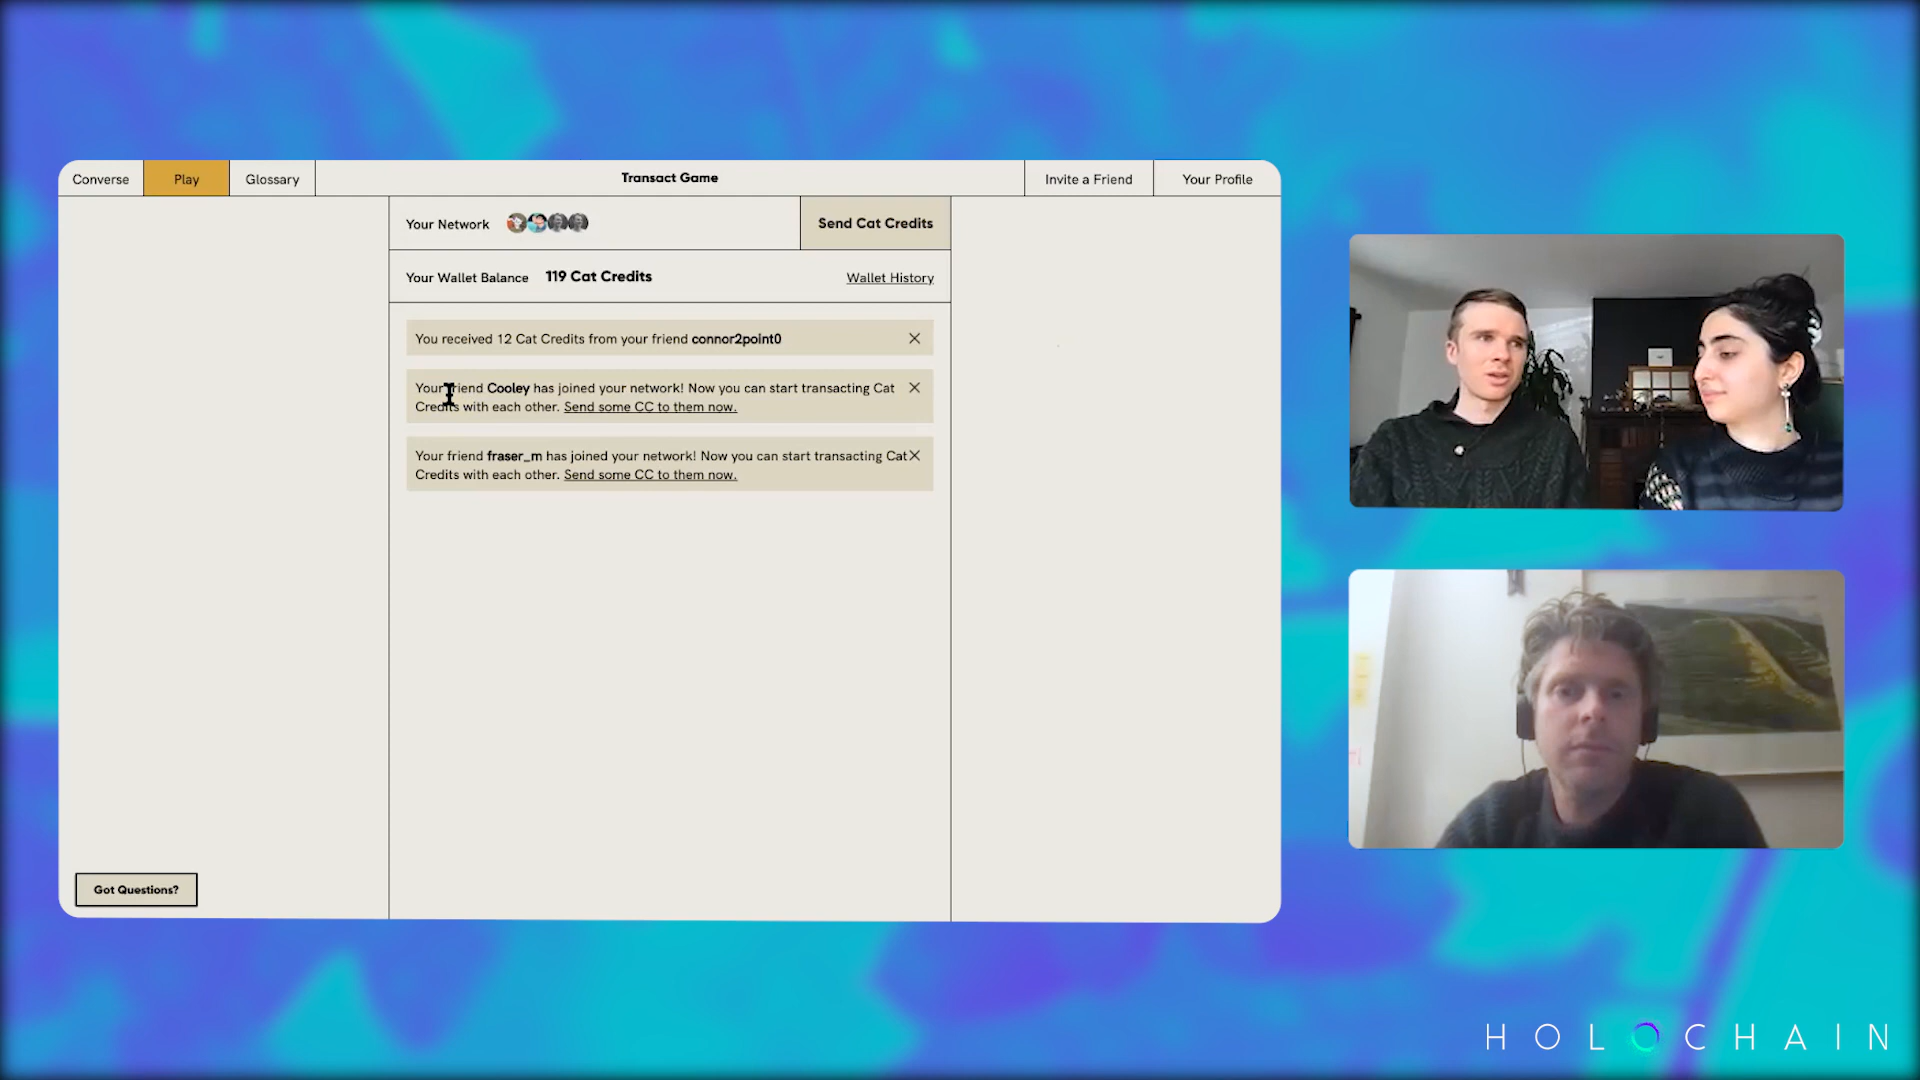 Converse
Play
Glossary
Transact Game
Invite a Friend
Your Profile
Your Network
Send Cat Credits
Your Wallet Balance 119 Cat Credits
Wallet History
You received 12 Cat Credits from your friend connor2point0
Your friend Cooley has joined your network! Now you can start transacting Cat
Credits with each other. Send some CC to them now.
Your friend fraser_m has joined your network! Now you can start transacting Cat
Credits with each other. Send some CC to them now.
Got Questions?
HOLOCHAIN